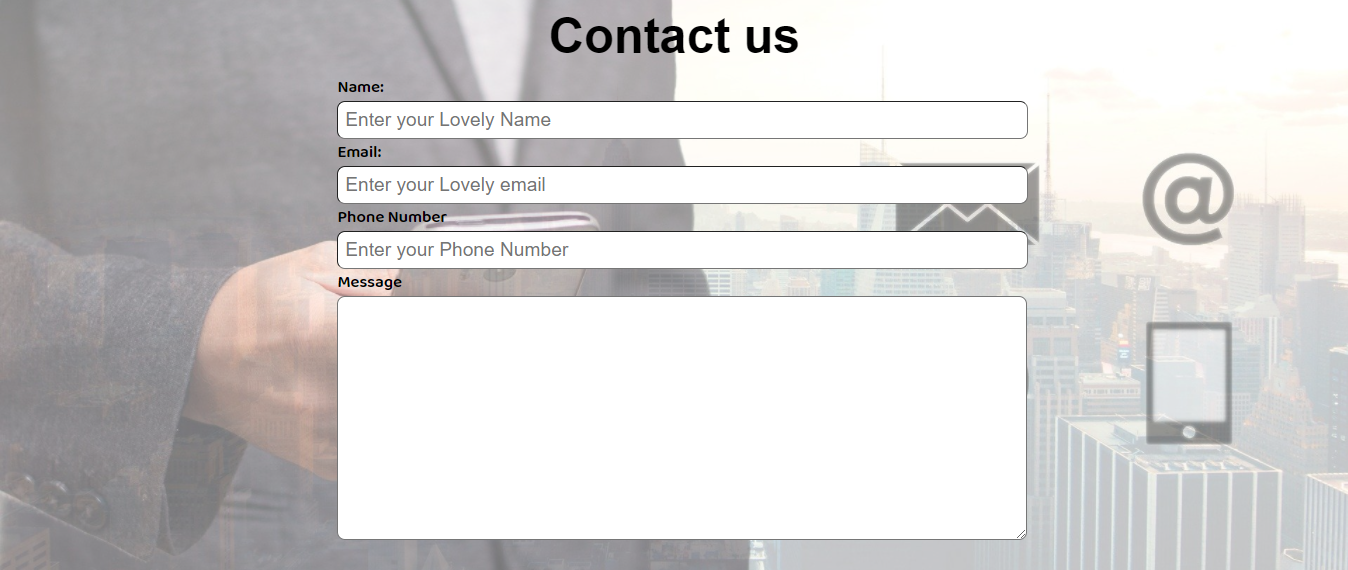 Contact us
Name:
Enter your Lovely Name
Email:
Enter your Lovely email
Phone Number
Enter your Phone Number
Message